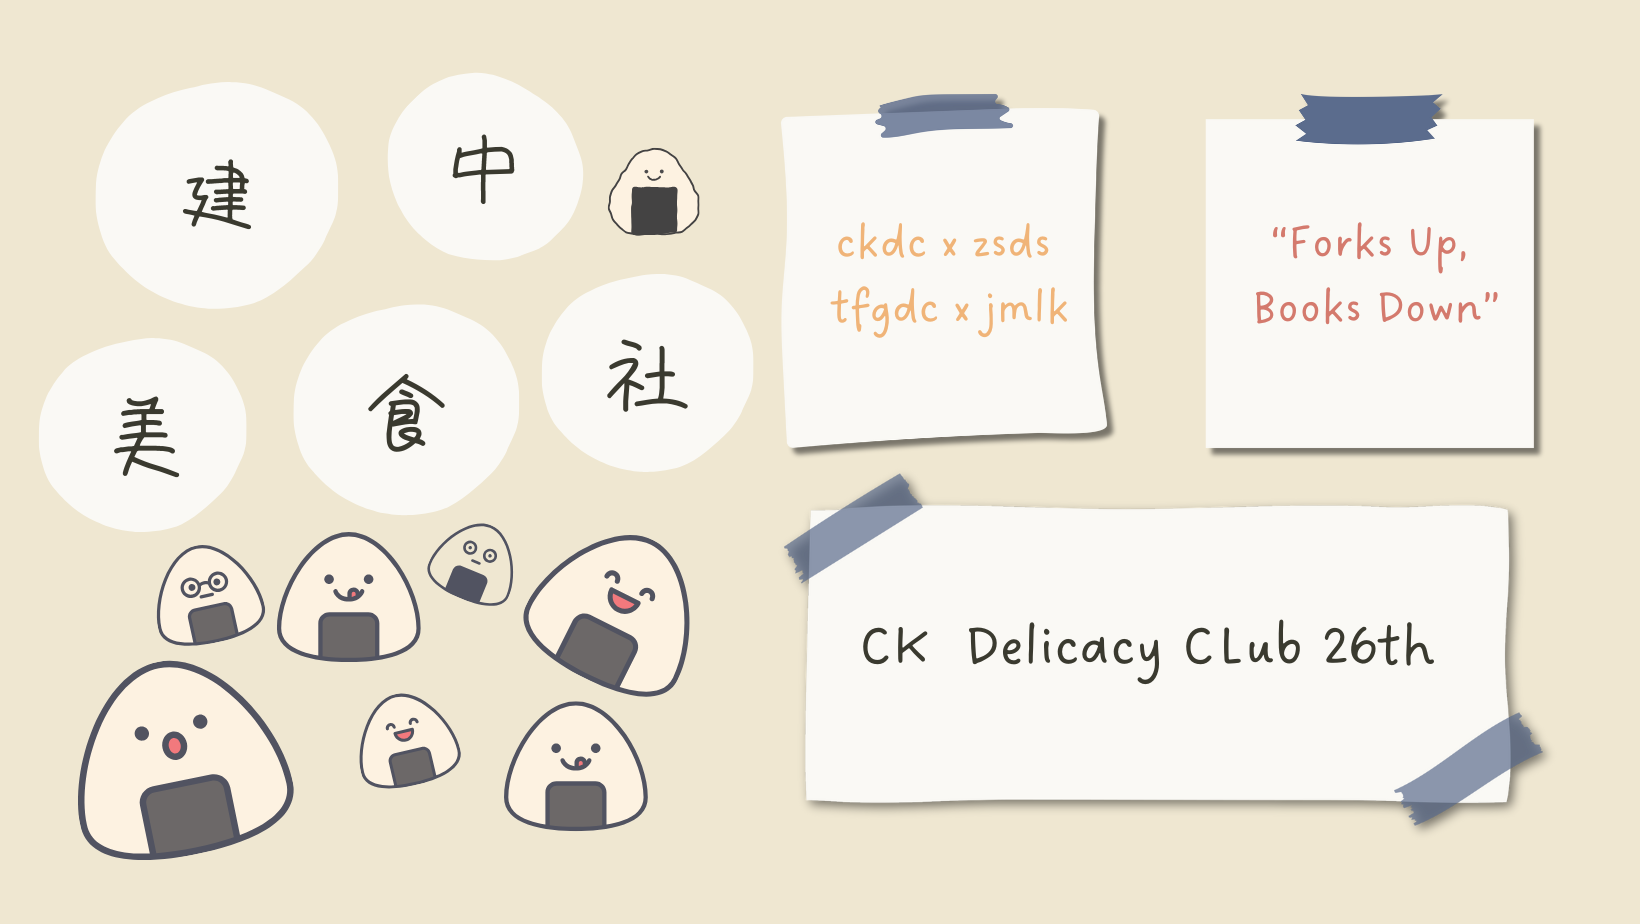 建中
美食社
ckdc x zsds
tfgdc x jmlk
“Forks Up,
Books Down”
CK Delicacy Club 26th